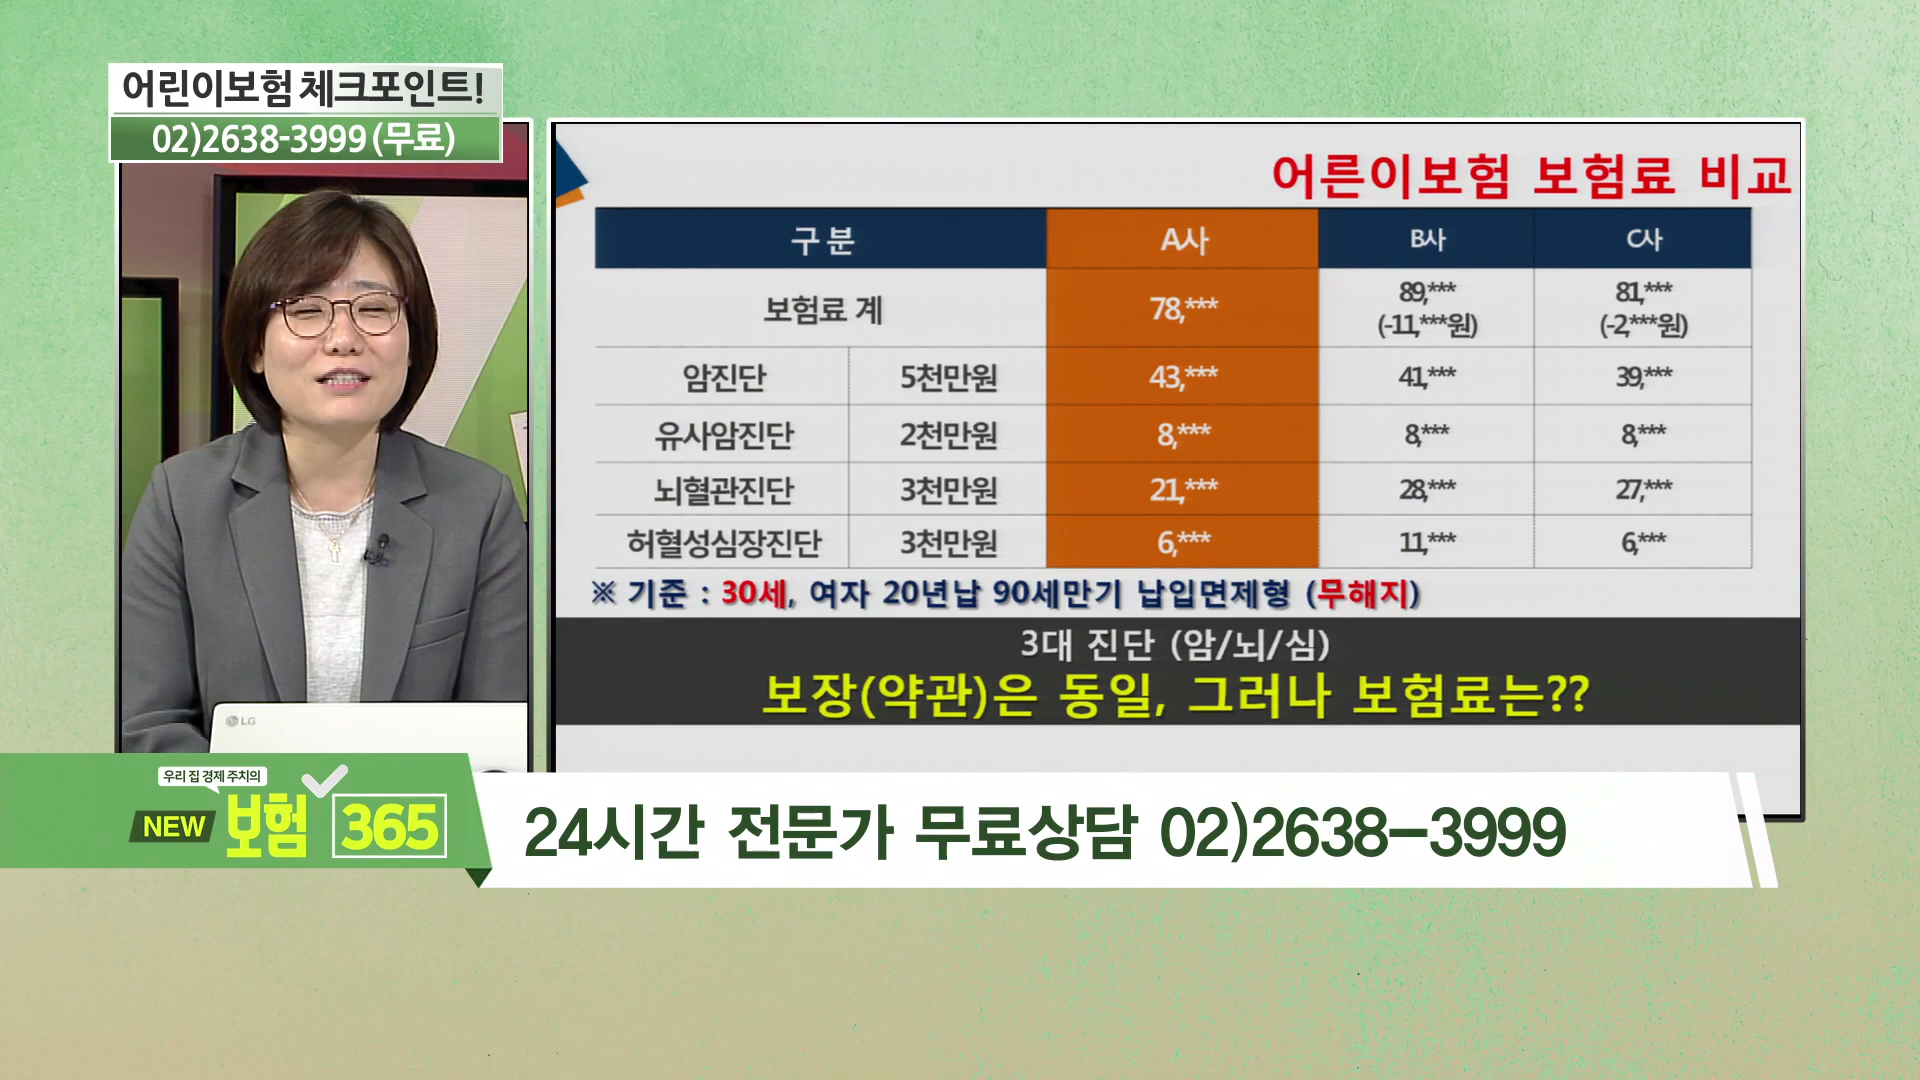 어린이보험 체크포인트!
02)2638-3999 (무료)
어른이보험 보험료 비교
구 분 A사 B사 C사
보험료 계 78,*** 89,*** (-11,***원) 81,*** (-2***원)
암진단 5천만원 43,*** 41,*** 39,***
유사암진단 2천만원 8,*** 8,*** 8,***
뇌혈관진단 3천만원 21,*** 28,*** 27,***
허혈성심장진단 3천만원 6,*** 11,*** 6,***
※ 기준 : 30세, 여자 20년납 90세만기 납입면제형 (무해지)
3대 진단 (암/뇌/심)
보장(약관)은 동일, 그러나 보험료는??
LG
우리 집 경제 주치의
NEW 보험 365
24시간 전문가 무료상담 02)2638-3999